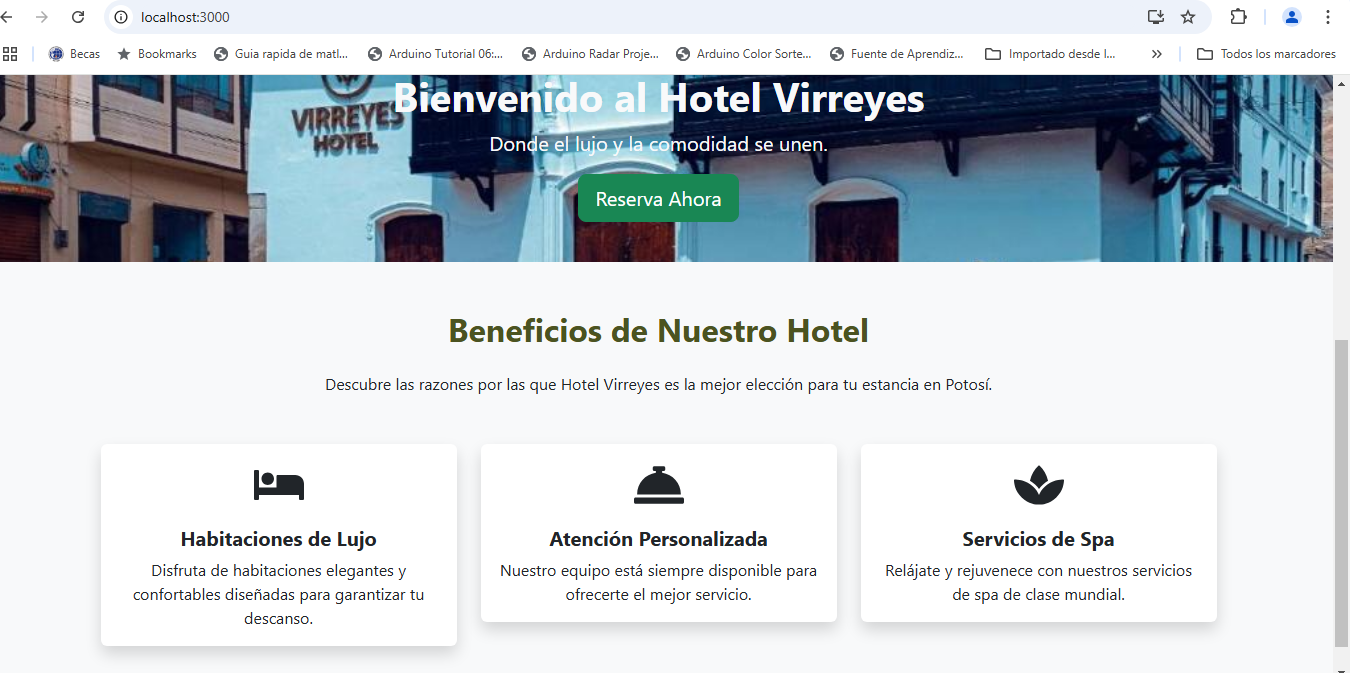 localhost:3000
Becas
Bookmarks
Guia rapida de matl...
Arduino Tutorial 06:...
Arduino Radar Proje...
Arduino Color Sorte...
Fuente de Aprendiz...
Importado desde I...
»
Todos los marcadores
VIRREYES
HOTEL
Bienvenido al Hotel Virreyes
Donde el lujo y la comodidad se unen.
Reserva Ahora
Beneficios de Nuestro Hotel
Descubre las razones por las que Hotel Virreyes es la mejor elección para tu estancia en Potosí.
Habitaciones de Lujo
Disfruta de habitaciones elegantes y
confortables diseñadas para garantizar tu
descanso.
Atención Personalizada
Nuestro equipo está siempre disponible para
ofrecerte el mejor servicio.
Servicios de Spa
Relájate y rejuvenece con nuestros servicios
de spa de clase mundial.